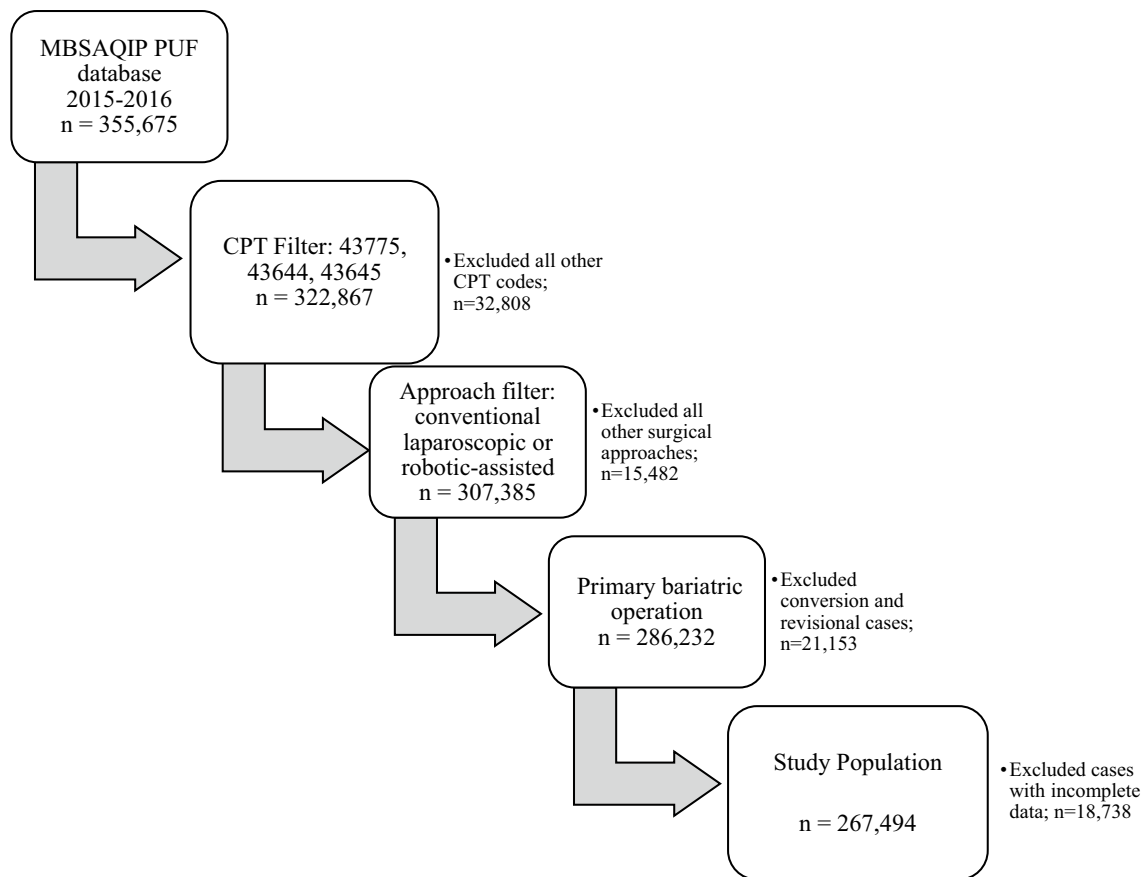 MBSAQIP PUF
database
2015-2016
n = 355,675
CPT Filter: 43775,
43644, 43645
n = 322,867
•Excluded all other
CPT codes;
n=32,808
Approach filter:
conventional
laparoscopic or
robotic-assisted
n = 307,385
•Excluded all
other surgical
approaches;
n=15,482
Primary bariatric
operation
n = 286,232
•Excluded
conversion and
revisional cases;
n=21,153
Study Population
n = 267,494
•Excluded cases
with incomplete
data; n=18,738